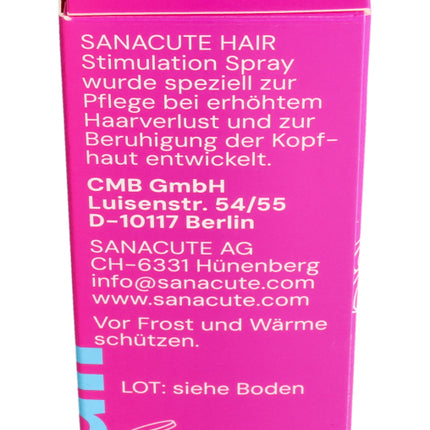 SANACUTE HAIR
Stimulation Spray
wurde speziell zur
Pflege bei erhöhtem
Haarverlust und zur
Beruhigung der Kopf-
haut entwickelt.
CMB GmbH
Luisenstr. 54/55
D-10117 Berlin
SANACUTE AG
CH-6331 Hünenberg
info@sanacute.com
www.sanacute.com
Vor Frost und Wärme
schützen.
LOT: siehe Boden